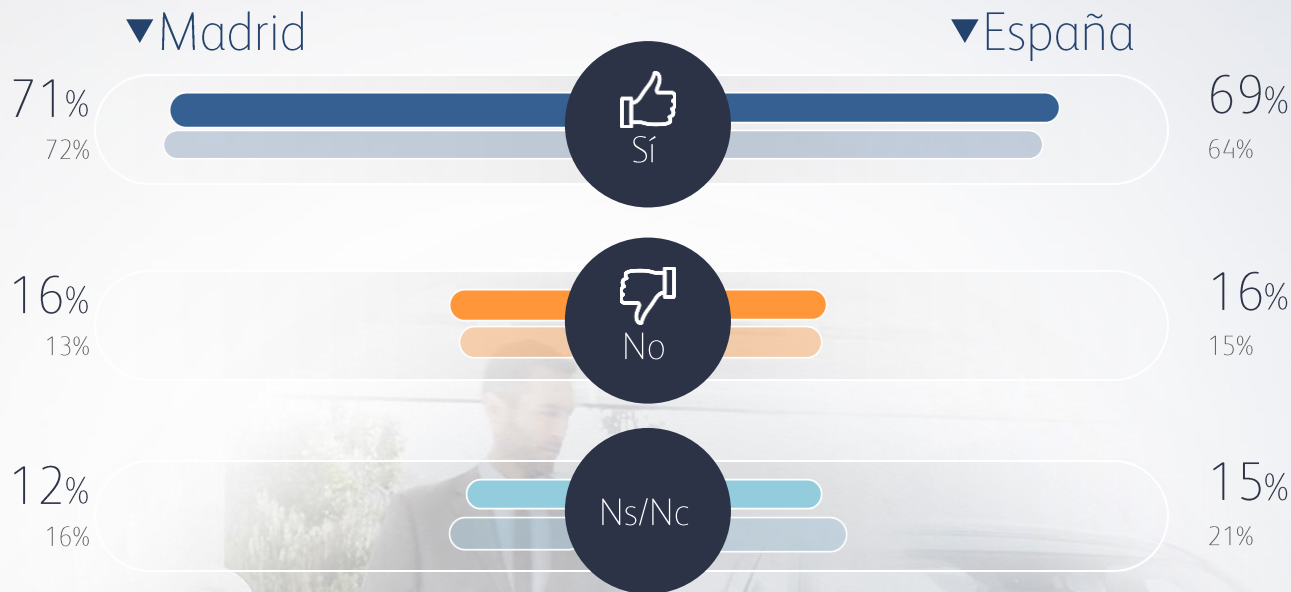 ▼Madrid ▼España
71% 69%
72% Sí 64%
16% 16%
13% No 15%
12% 15%
Ns/Nc
16% 21%